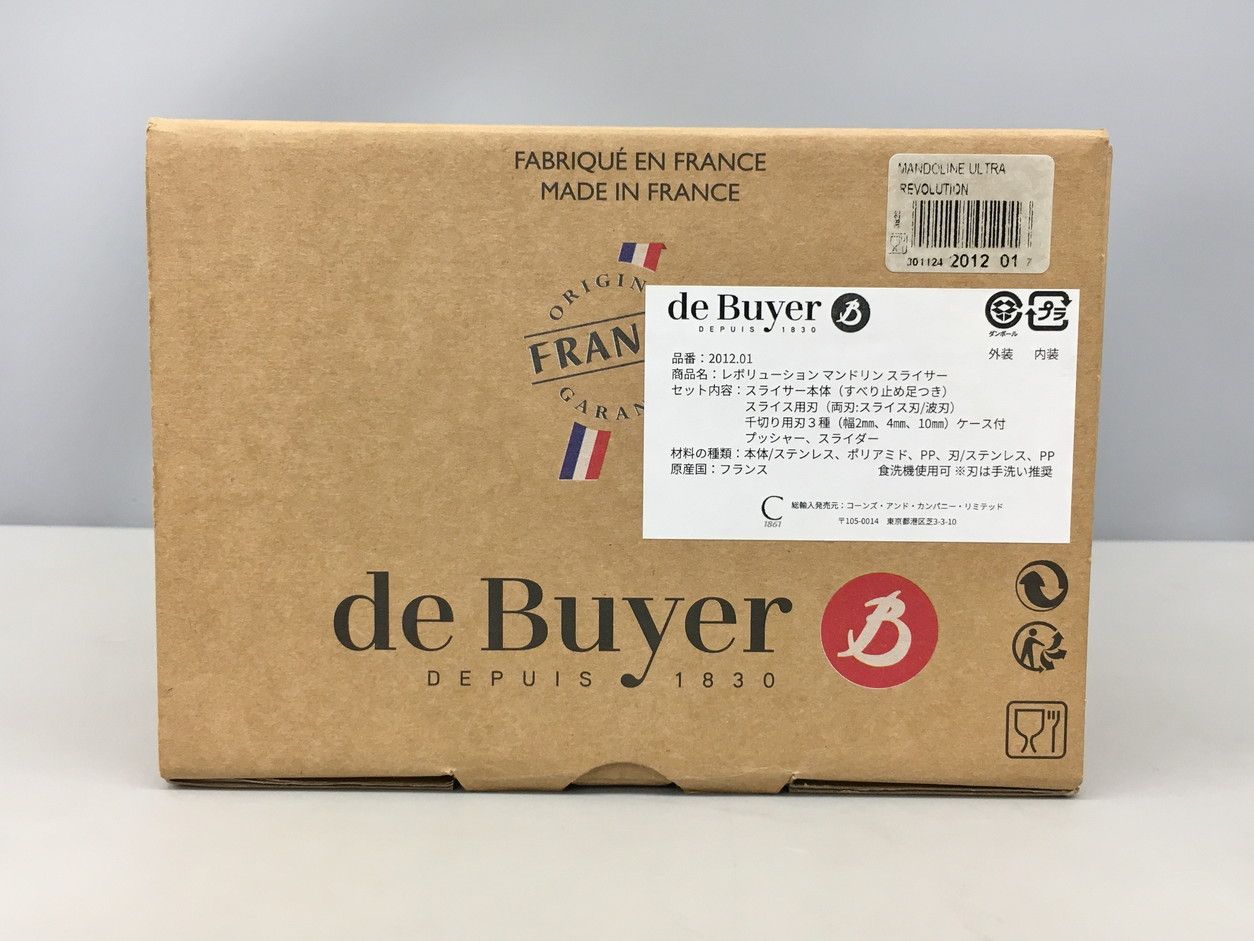 FABRIQUÉ EN FRANCE
MADE IN FRANCE
MANDOLINE ULTRA
REVOLUTION
301124 2012 01 7
ORIGIN
FRAN
GARAN
de Buyer B
DEPUIS 1830
ダンボール
プラ
外装 内装
品番：2012.01
商品名：レボリューション マンドリン スライサー
セット内容：スライサー本体（すべり止め足つき）
スライス用刃（両刃:スライス刃/波刃）
千切り用刃３種（幅2㎜、4㎜、10㎜）ケース付
プッシャー、スライダー
材料の種類：本体/ステンレス、ポリアミド、PP、刃/ステンレス、PP
原産国：フランス 食洗機使用可 ※刃は手洗い推奨
C 総輸入発売元：コーンズ・アンド・カンパニー・リミテッド
1861 〒105-0014 東京都港区芝3-3-10
de Buyer B
DEPUIS 1830